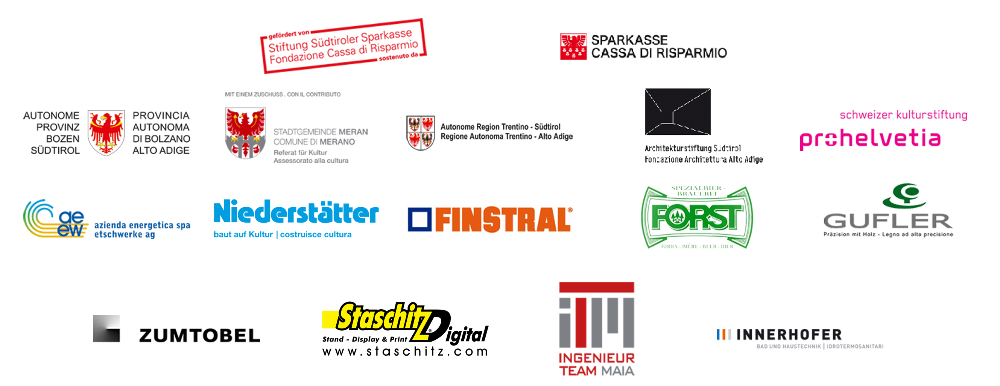 gefördert von
Stiftung Südtiroler Sparkasse
Fondazione Cassa di Risparmio
sostenuto da
SPARKASSE
CASSA DI RISPARMIO
AUTONOME
PROVINZ
BOZEN
SÜDTIROL
PROVINCIA
AUTONOMA
DI BOLZANO
ALTO ADIGE
MIT EINEM ZUSCHUSS . CON IL CONTRIBUTO
STADTGEMEINDE MERAN
COMUNE DI MERANO
Referat für Kultur
Assessorato alla cultura
Autonome Region Trentino - Südtirol
Regione Autonoma Trentino - Alto Adige
Architekturstiftung Südtirol
Fondazione Architettura Alto Adige
schweizer kulturstiftung
prohelvetia
ae
ew
azienda energetica spa
etschwerke ag
Niederstätter
baut auf Kultur | costruisce cultura
FINSTRAL®
SPEZIALBIER -
BRAUEREI
FORST
BIRRA - BIÈRE - BEER - BIER
GUFLER
Präzision mit Holz - Legno ad alta precisione
ZUMTOBEL
Staschitz® Digital
Stand - Display & Print
www.staschitz.com
iTM
INGENIEUR
TEAM MAIA
INNERHOFER
BAD UND HAUSTECHNIK | IDROTERMOSANITARI